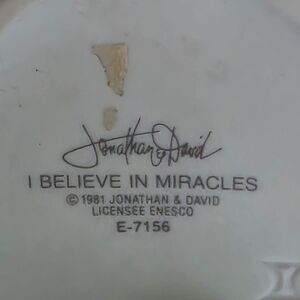 Jonathan & David
I BELIEVE IN MIRACLES
© 1981 JONATHAN & DAVID
LICENSEE ENESCO
E-7156